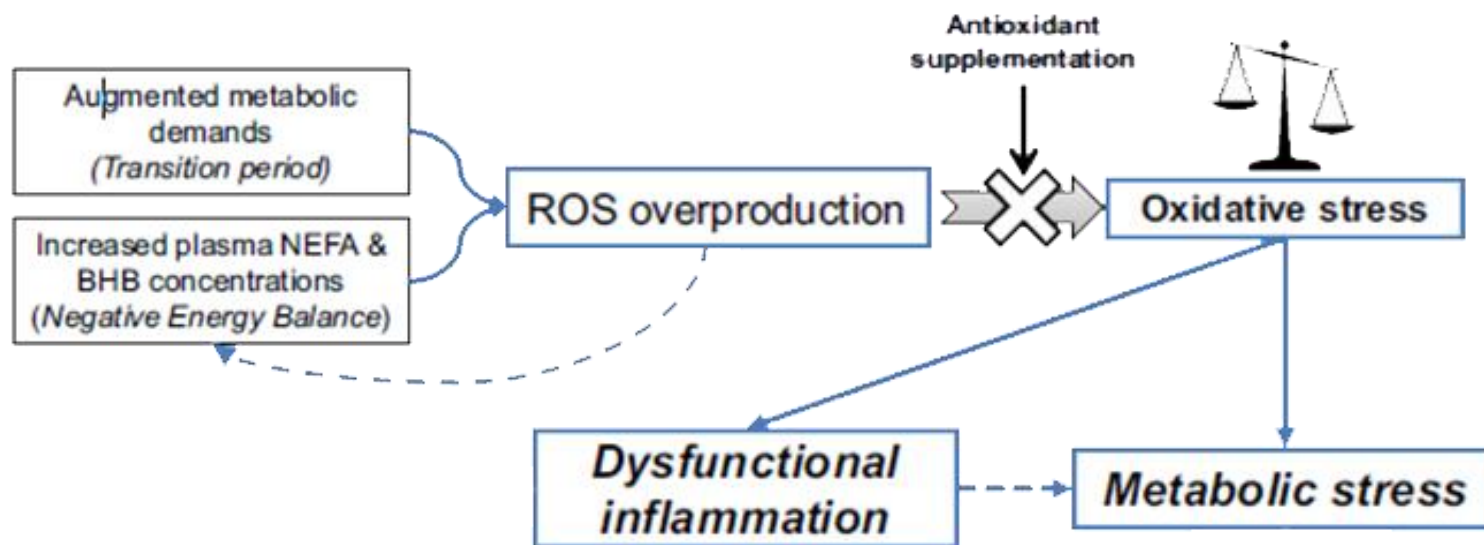 Antioxidant
supplementation
Augmented metabolic
demands
(Transition period)
Increased plasma NEFA &
BHB concentrations
(Negative Energy Balance)
ROS overproduction
Oxidative stress
Dysfunctional
inflammation
Metabolic stress